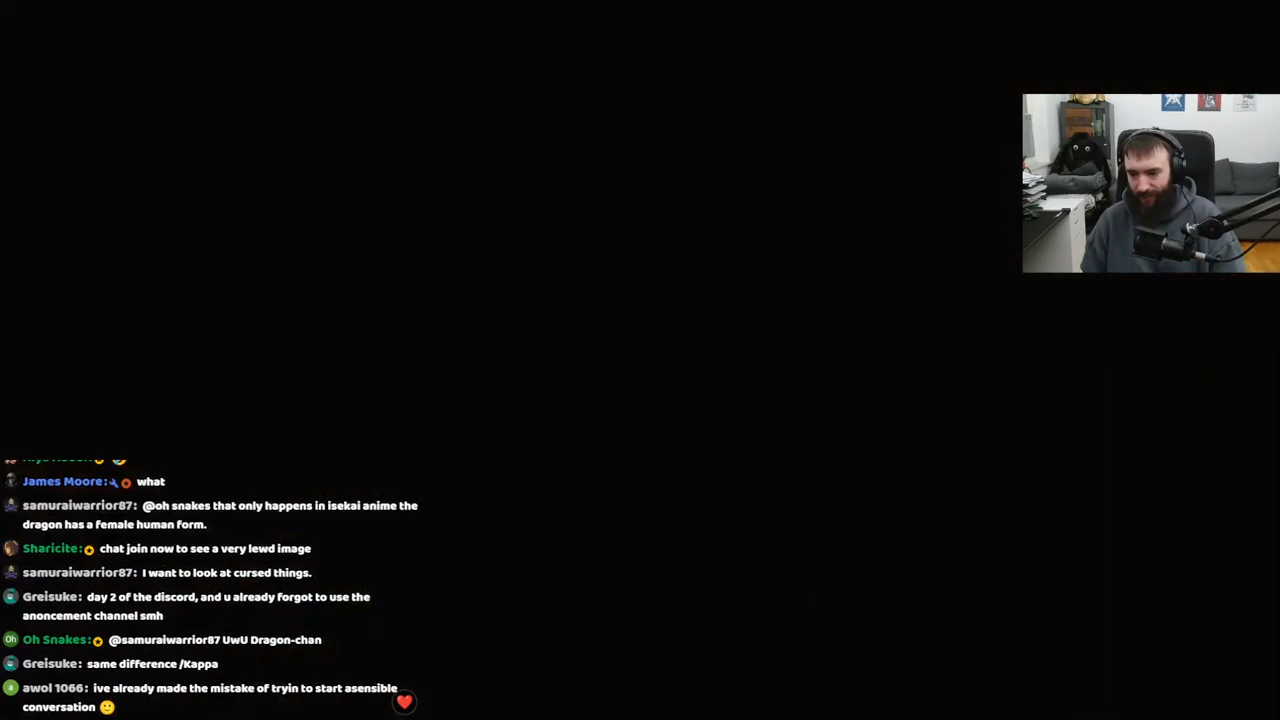 James Moore: what
samuraiwarrior87: @oh snakes that only happens in isekai anime the
dragon has a female human form.
Sharicite: chat join now to see a very lewd image
samuraiwarrior87: I want to look at cursed things.
Greisuke: day 2 of the discord, and u already forgot to use the
anoncement channel smh
Oh
Oh Snakes: @samuraiwarrior87 UwU Dragon-chan
Greisuke: same difference /Kappa
a
awol 1066: ive already made the mistake of tryin to start asensible
conversation 🙂